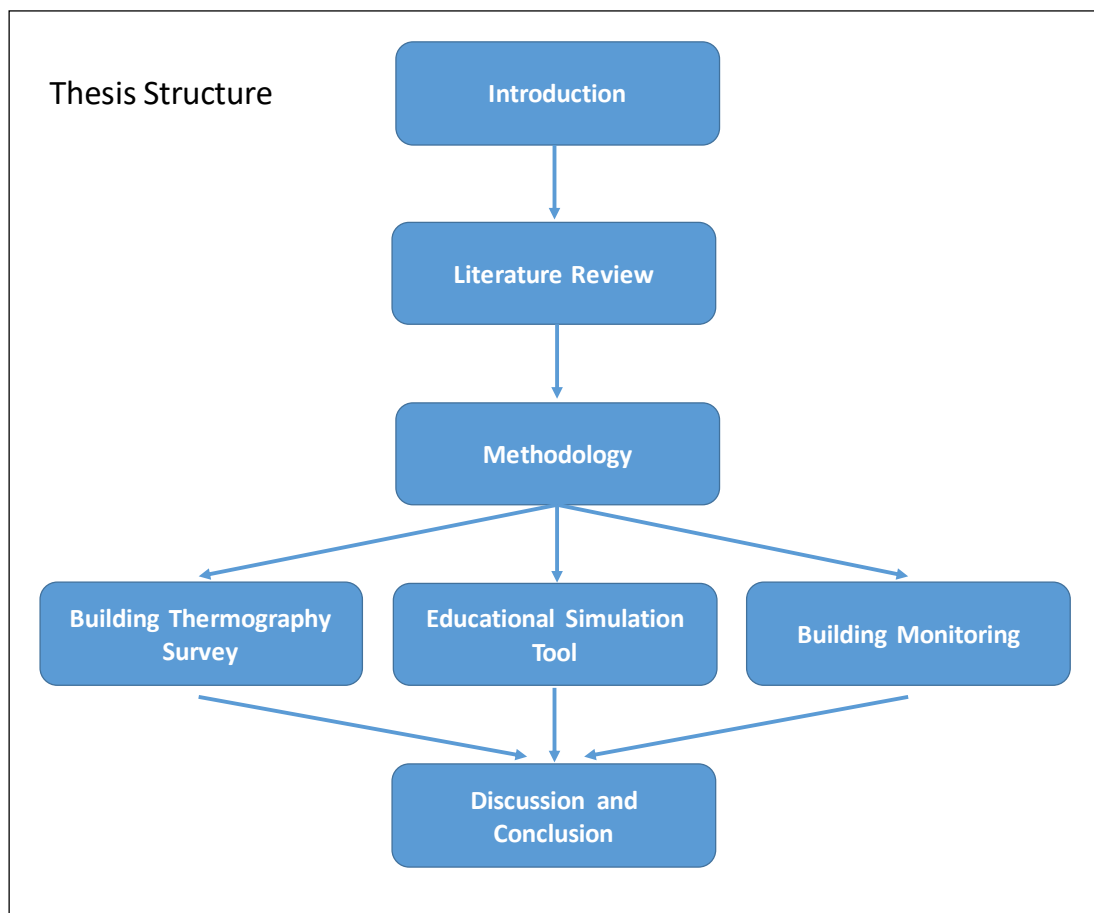 Thesis Structure
Introduction
Literature Review
Methodology
Building Thermography
Survey
Educational Simulation
Tool
Building Monitoring
Discussion and
Conclusion